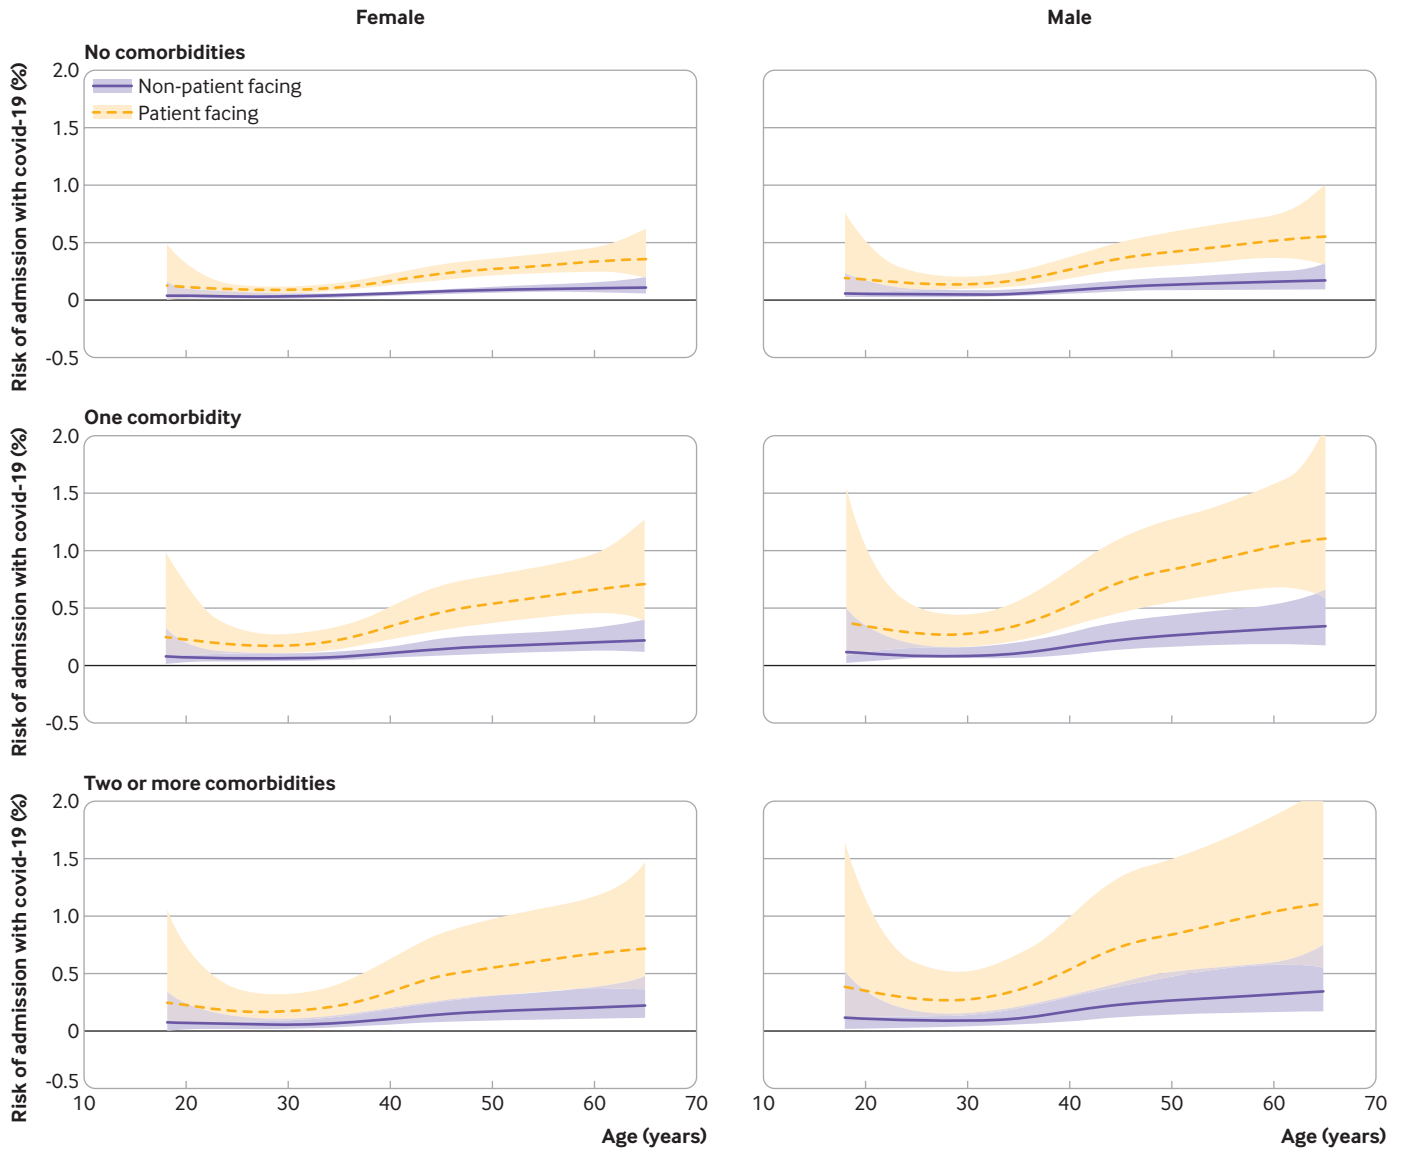 Female
Male
No comorbidities
Risk of admission with covid-19 (%)
2.0
1.5
1.0
0.5
0
-0.5
Non-patient facing
Patient facing
One comorbidity
Risk of admission with covid-19 (%)
2.0
1.5
1.0
0.5
0
-0.5
Two or more comorbidities
Risk of admission with covid-19 (%)
2.0
1.5
1.0
0.5
0
-0.5
10 20 30 40 50 60 70
10 20 30 40 50 60 70
Age (years)
Age (years)